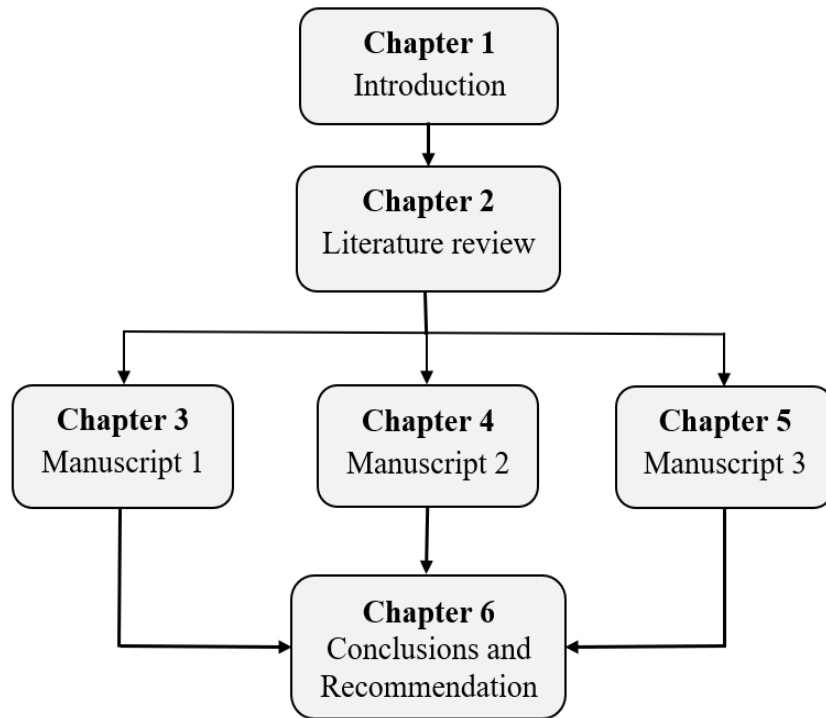 Chapter 1
Introduction
Chapter 2
Literature review
Chapter 3
Manuscript 1
Chapter 4
Manuscript 2
Chapter 5
Manuscript 3
Chapter 6
Conclusions and
Recommendation